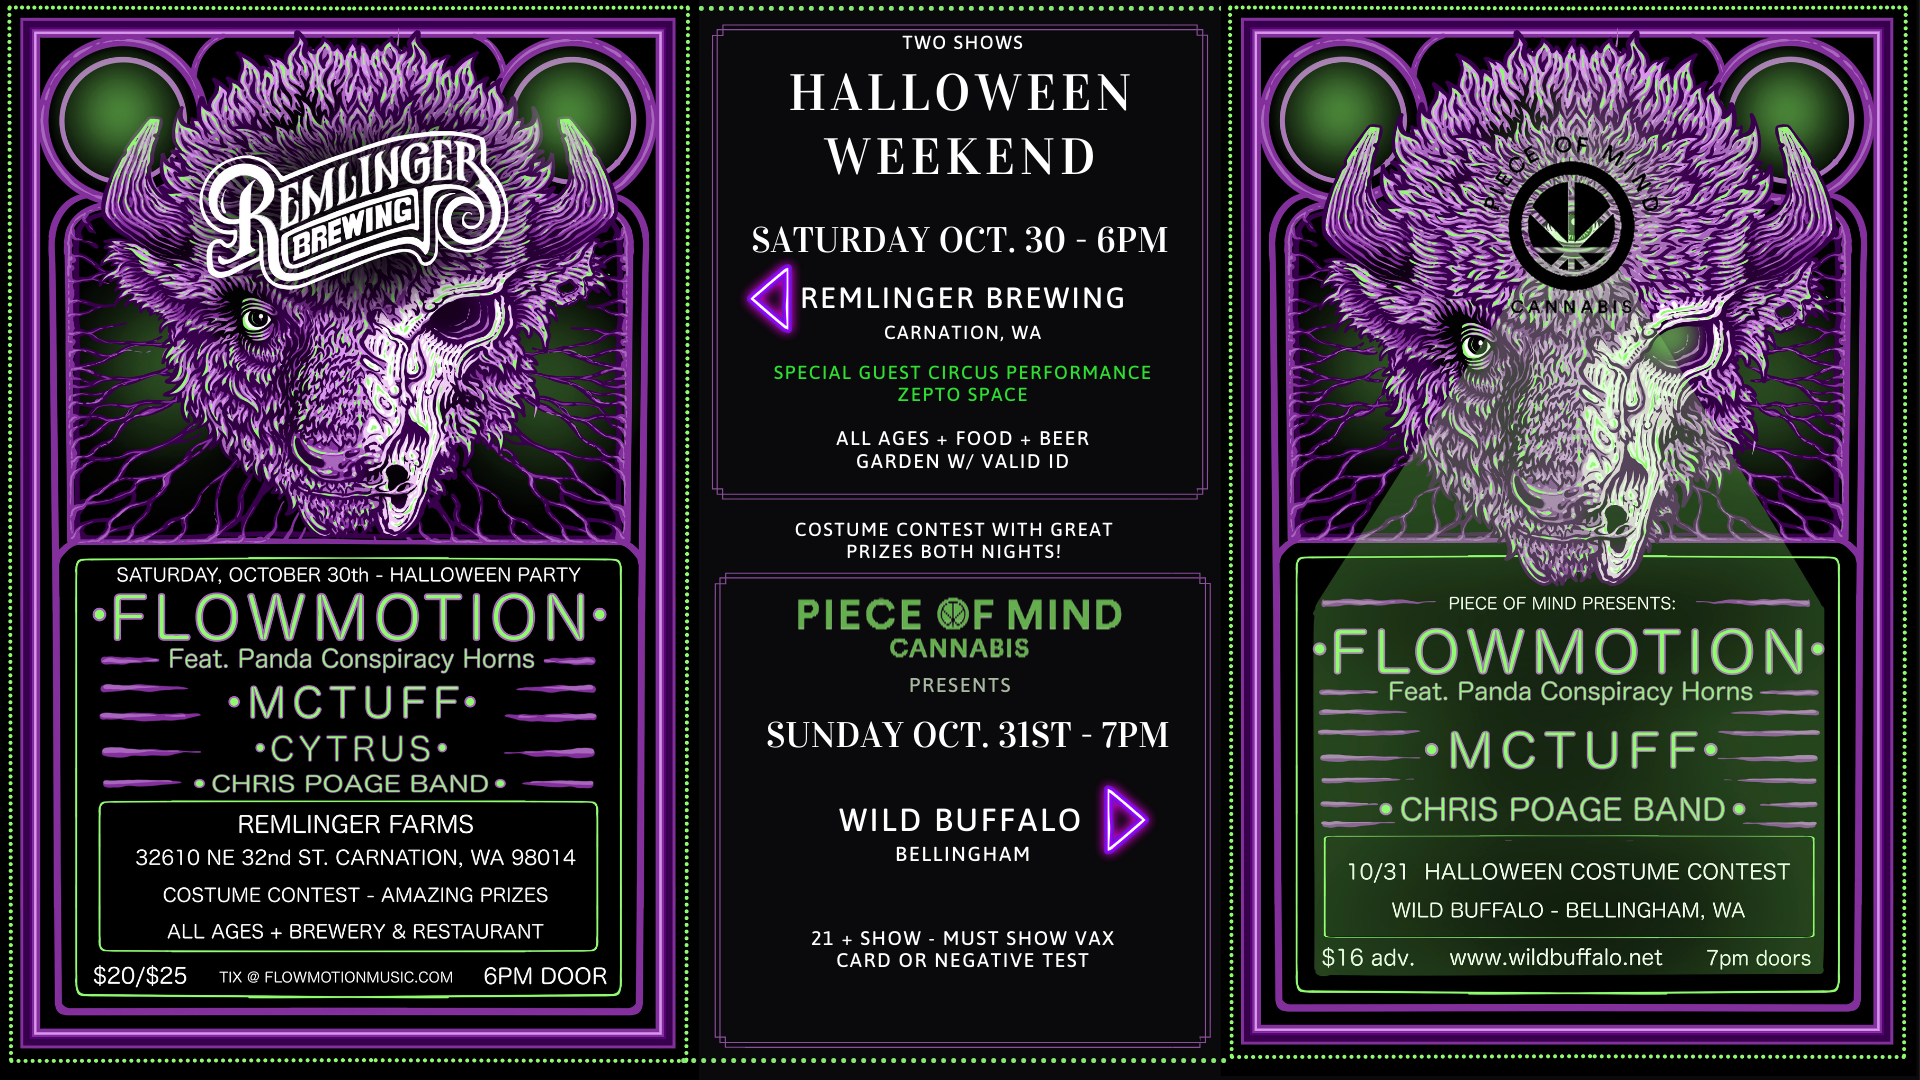 REMLINGER
BREWING
SATURDAY, OCTOBER 30th - HALLOWEEN PARTY
•FLOWMOTION•
Feat. Panda Conspiracy Horns
•MCTUFF•
•CYTRUS•
•CHRIS POAGE BAND•
REMLINGER FARMS
32610 NE 32nd ST. CARNATION, WA 98014
COSTUME CONTEST - AMAZING PRIZES
ALL AGES + BREWERY & RESTAURANT
$20/$25 TIX @ FLOWMOTIONMUSIC.COM 6PM DOOR
TWO SHOWS
HALLOWEEN
WEEKEND
SATURDAY OCT. 30 - 6PM
REMLINGER BREWING
CARNATION, WA
SPECIAL GUEST CIRCUS PERFORMANCE
ZEPTO SPACE
ALL AGES + FOOD + BEER
GARDEN W/ VALID ID
COSTUME CONTEST WITH GREAT
PRIZES BOTH NIGHTS!
PIECE OF MIND
CANNABIS
PRESENTS
SUNDAY OCT. 31ST - 7PM
WILD BUFFALO
BELLINGHAM
21 + SHOW - MUST SHOW VAX
CARD OR NEGATIVE TEST
PIECE OF MIND
CANNABIS
PIECE OF MIND PRESENTS:
•FLOWMOTION•
Feat. Panda Conspiracy Horns
•MCTUFF•
•CHRIS POAGE BAND•
10/31 HALLOWEEN COSTUME CONTEST
WILD BUFFALO - BELLINGHAM, WA
$16 adv. www.wildbuffalo.net 7pm doors